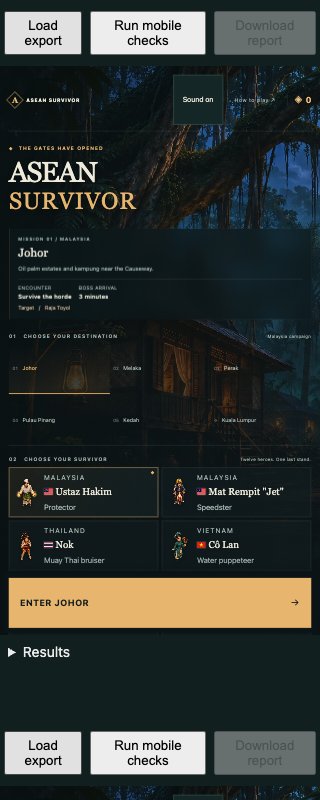 Load export
Run mobile checks
Download report
A
ASEAN SURVIVOR
Sound on
How to play ↗
0
THE GATES HAVE OPENED
ASEAN
SURVIVOR
MISSION 01 / MALAYSIA
Johor
Oil palm estates and kampung near the Causeway.
ENCOUNTER
Survive the horde
BOSS ARRIVAL
3 minutes
Target / Raja Toyol
01 CHOOSE YOUR DESTINATION
Malaysia campaign
01 Johor
02 Melaka
03 Perak
04 Pulau Pinang
05 Kedah
Kuala Lumpur
02 CHOOSE YOUR SURVIVOR
Twelve heroes. One last stand.
MALAYSIA
Ustaz Hakim
Protector
MALAYSIA
Mat Rempit "Jet"
Speedster
THAILAND
Nok
Muay Thai bruiser
VIETNAM
Cô Lan
Water puppeteer
ENTER JOHOR →
▶ Results
Load export
Run mobile checks
Download report